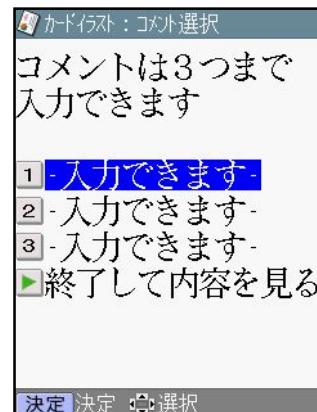 カードイラスト：コメント選択
コメントは３つまで
入力できます
1 -入力できます-
2 -入力できます-
3 -入力できます-
終了して内容を見る
決定 決定 選択